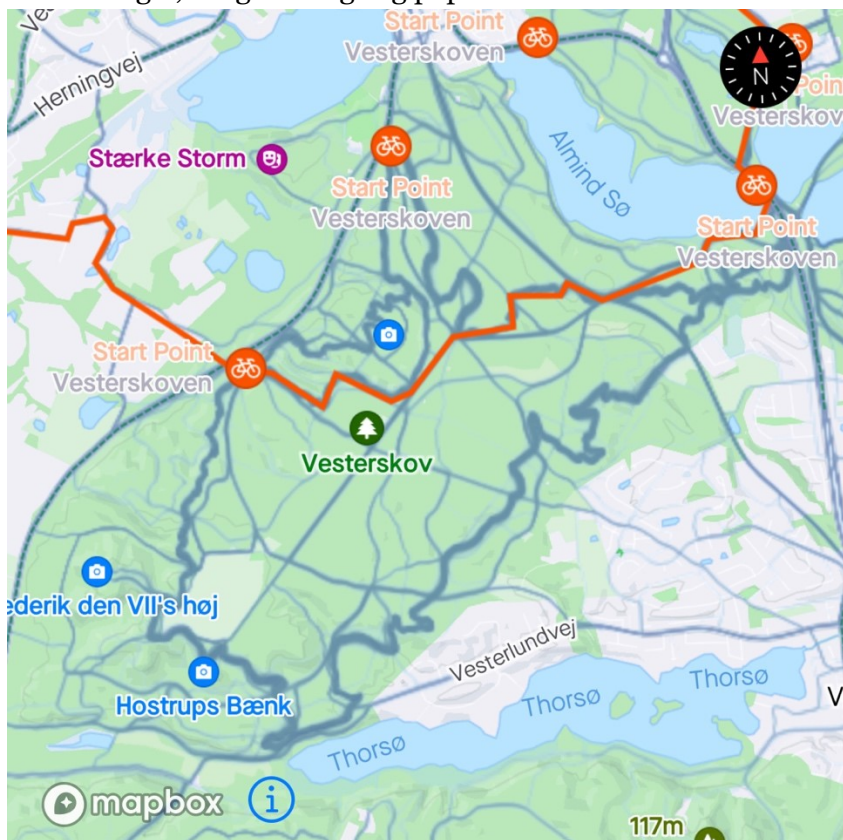 Herningvej
Start Point
Vesterskoven
N
Vesterskov
Stærke Storm
Almind Sø
Start Point
Vesterskoven
Start Point
Vesterskoven
Start Point
Vesterskoven
Vesterskov
ederik den VII's høj
Vesterlundvej
Hostrups Bænk
Thorsø
Thorsø
Thorsø
V
mapbox
i
117m